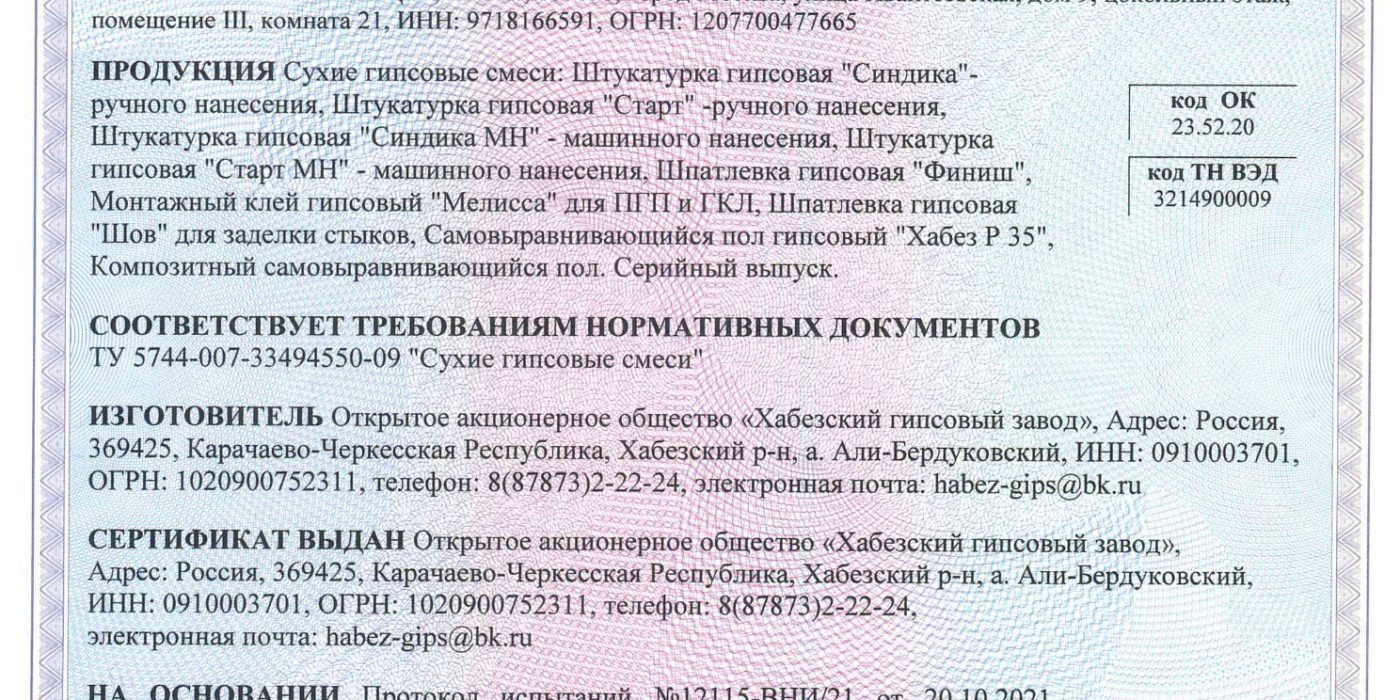 помещение III, комната 21, ИНН: 9718166591, ОГРН: 1207700477665
ПРОДУКЦИЯ Сухие гипсовые смеси: Штукатурка гипсовая "Синдика"-
ручного нанесения, Штукатурка гипсовая "Старт" -ручного нанесения,
Штукатурка гипсовая "Синдика МН" - машинного нанесения, Штукатурка
гипсовая "Старт МН" - машинного нанесения, Шпатлевка гипсовая "Финиш",
Монтажный клей гипсовый "Мелисса" для ПГП и ГКЛ, Шпатлевка гипсовая
"Шов" для заделки стыков, Самовыравнивающийся пол гипсовый "Хабез Р 35",
Композитный самовыравнивающийся пол. Серийный выпуск.
код ОК
23.52.20
код ТН ВЭД
3214900009
СООТВЕТСТВУЕТ ТРЕБОВАНИЯМ НОРМАТИВНЫХ ДОКУМЕНТОВ
ТУ 5744-007-33494550-09 "Сухие гипсовые смеси"
ИЗГОТОВИТЕЛЬ Открытое акционерное общество «Хабезский гипсовый завод», Адрес: Россия,
369425, Карачаево-Черкесская Республика, Хабезский р-н, а. Али-Бердуковский, ИНН: 0910003701,
ОГРН: 1020900752311, телефон: 8(87873)2-22-24, электронная почта: habez-gips@bk.ru
СЕРТИФИКАТ ВЫДАН Открытое акционерное общество «Хабезский гипсовый завод»,
Адрес: Россия, 369425, Карачаево-Черкесская Республика, Хабезский р-н, а. Али-Бердуковский,
ИНН: 0910003701, ОГРН: 1020900752311, телефон: 8(87873)2-22-24,
электронная почта: habez-gips@bk.ru
НА ОСНОВАНИИ Протокол испытаний №12115-ВНИ/21 от 20.10.2021